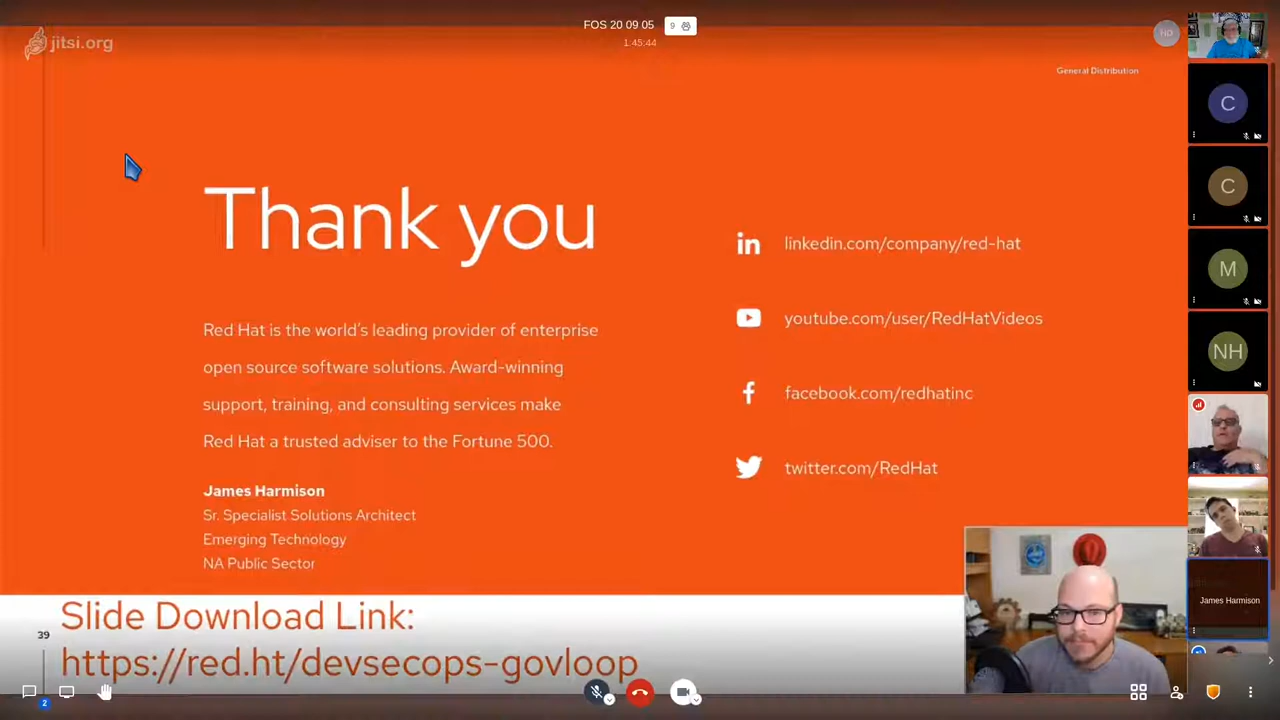 jitsi.org
FOS 20 09 05
9
1:45:44
HD
General Distribution
Thank you
Red Hat is the world's leading provider of enterprise
open source software solutions. Award-winning
support, training, and consulting services make
Red Hat a trusted adviser to the Fortune 500.
James Harmison
Sr. Specialist Solutions Architect
Emerging Technology
NA Public Sector
linkedin.com/company/red-hat
youtube.com/user/RedHatVideos
facebook.com/redhatinc
twitter.com/RedHat
Slide Download Link:
https://red.ht/devsecops-govloop
39
2
C
C
M
NH
James Harmison